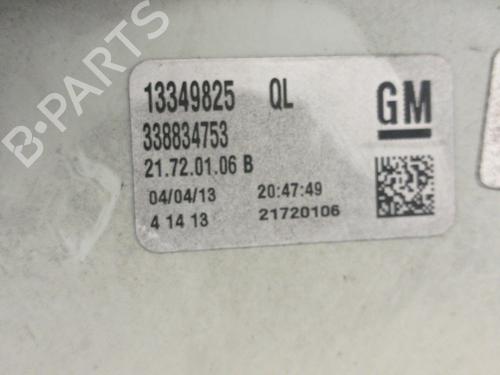 B-PARTS
13349825 QL
GM
338834753
21.72.01.06 B
04/04/13 20:47:49
4 14 13 21720106